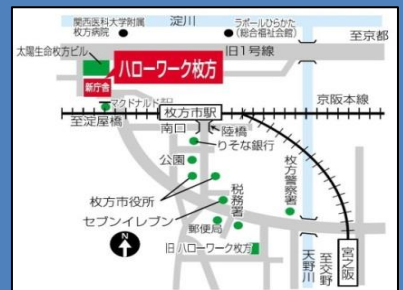 関西医科大学附属
枚方病院
淀川
ラポールひらかた
(総合福祉会館)
至京都
太陽生命枚方ビル
旧1号線
ハローワーク枚方
新庁舎
マクドナルド
京阪本線
至淀屋橋
枚方市駅
南口
陸橋
りそな銀行
公園
枚方市役所
税務署
枚方警察署
セブンイレブン
郵便局
旧 ハローワーク枚方
N
天野川
至交野
宮之阪